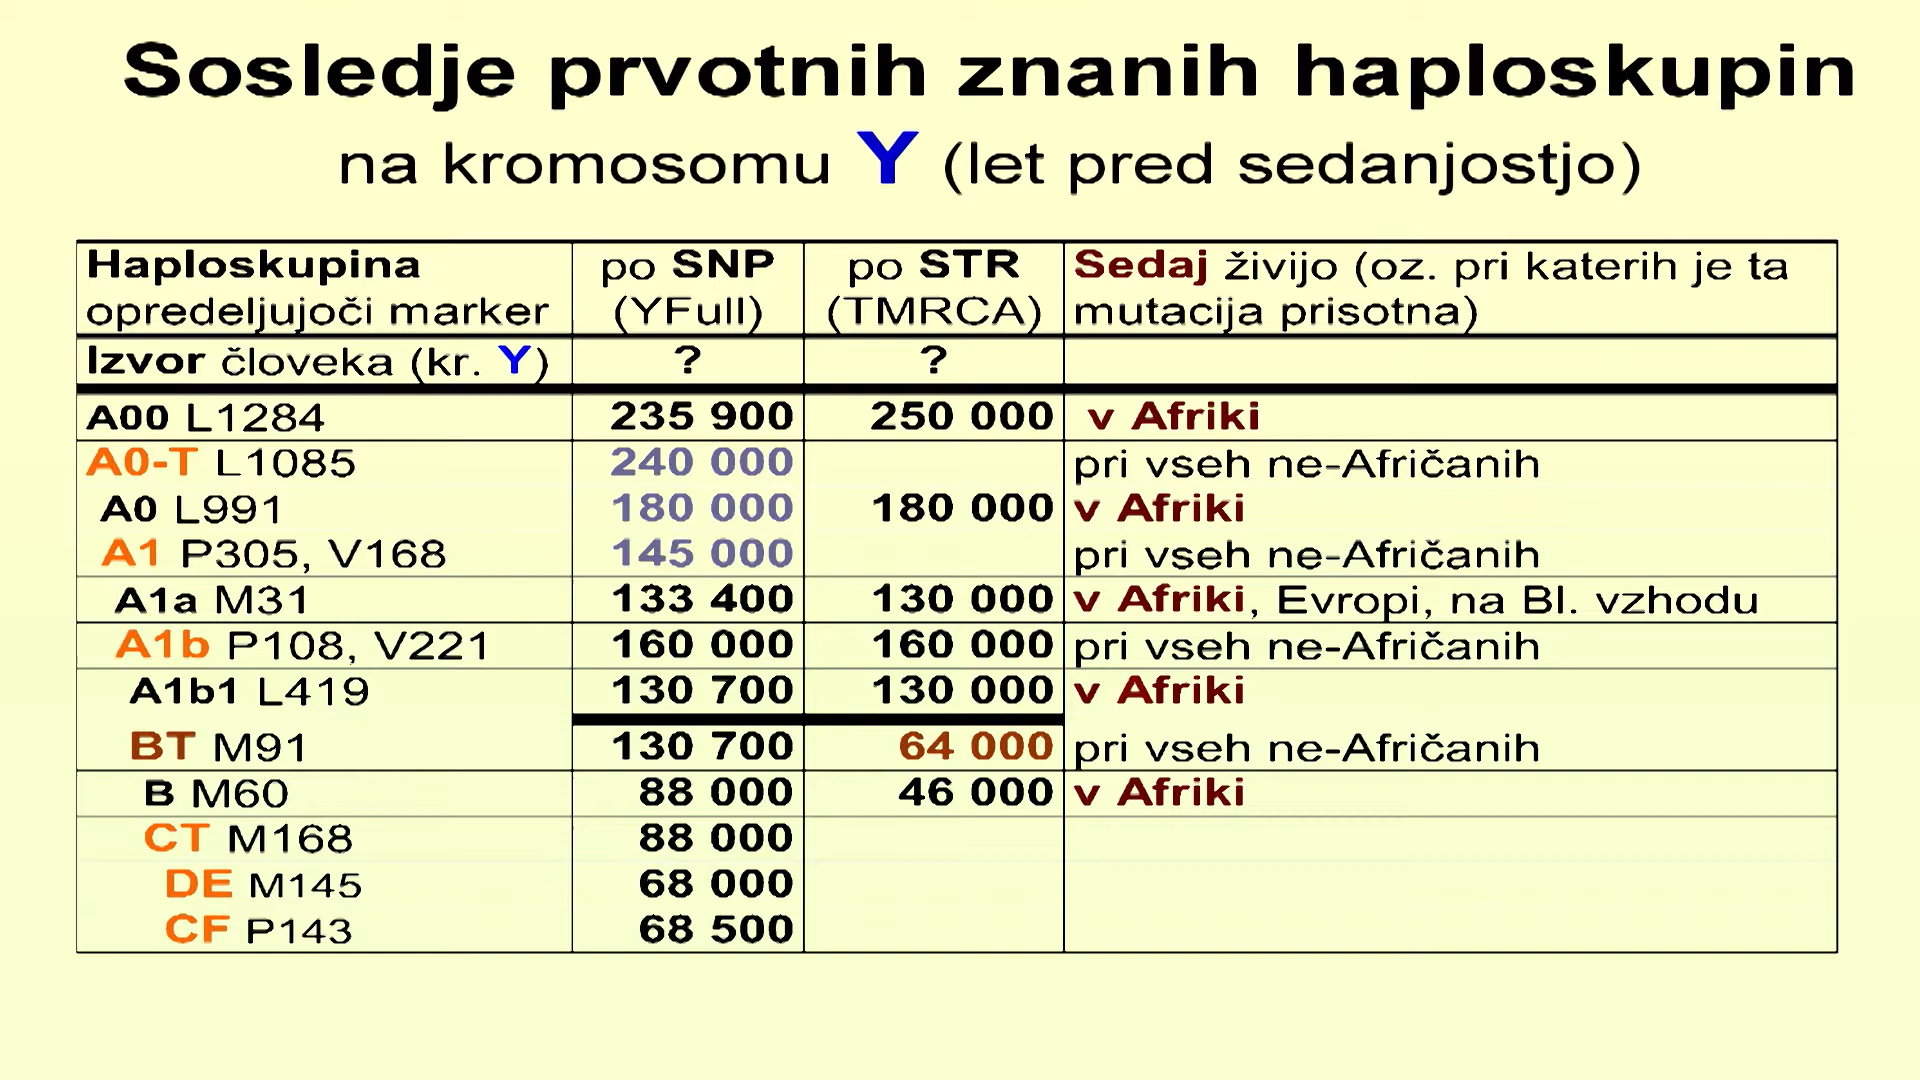 Sosledje prvotnih znanih haploskupin
na kromosomu Y (let pred sedanjostjo)
Haploskupina po SNP po STR Sedaj živijo (oz. pri katerih je ta
opredeljujoči marker (YFull) (TMRCA) mutacija prisotna)
Izvor človeka (kr. Y) ? ?
A00 L1284 235 900 250 000 v Afriki
A0-T L1085 240 000 pri vseh ne-Afričanih
A0 L991 180 000 180 000 v Afriki
A1 P305, V168 145 000 pri vseh ne-Afričanih
A1a M31 133 400 130 000 v Afriki, Evropi, na Bl. vzhodu
A1b P108, V221 160 000 160 000 pri vseh ne-Afričanih
A1b1 L419 130 700 130 000 v Afriki
BT M91 130 700 64 000 pri vseh ne-Afričanih
B M60 88 000 46 000 v Afriki
CT M168 88 000
DE M145 68 000
CF P143 68 500